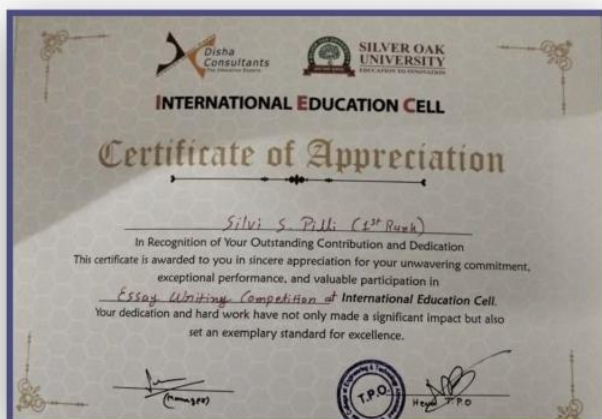 Disha
Consultants
The Education Experts
SILVER OAK
UNIVERSITY
EDUCATION TO INNOVATION
INTERNATIONAL EDUCATION CELL
Certificate of Appreciation
Silvi S. Pilli (1st Rank)
In Recognition of Your Outstanding Contribution and Dedication
This certificate is awarded to you in sincere appreciation for your unwavering commitment,
exceptional performance, and valuable participation in
Essay Writing Competition at International Education Cell.
Your dedication and hard work have not only made a significant impact but also
set an exemplary standard for excellence.
(manager)
T.P.O.
Head T.P.O